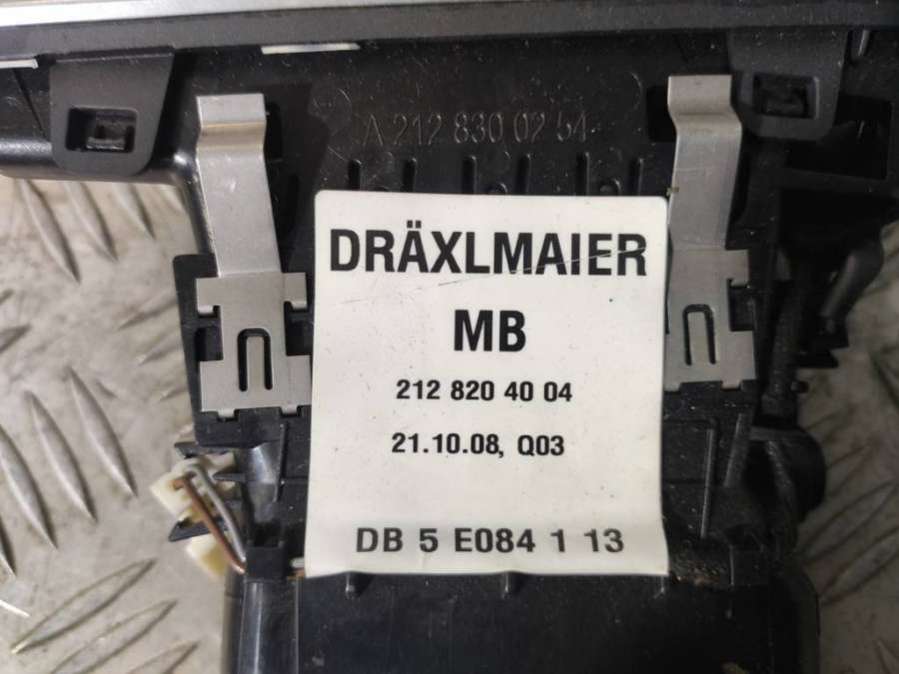 A 212 830 02 54
DRÄXLMAIER
MB
212 820 40 04
21.10.08, Q03
DB 5 E084 1 13